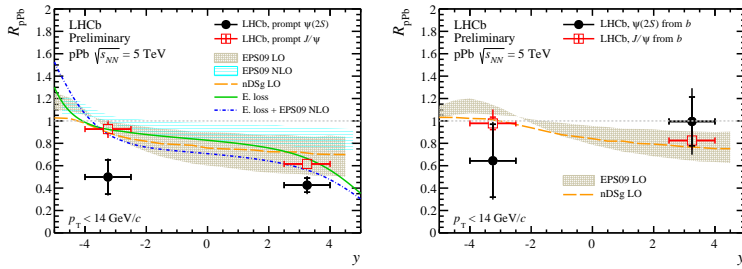 R_pPb
LHCb
Preliminary
pPb √s_NN = 5 TeV
LHCb, prompt ψ(2S)
LHCb, prompt J/ψ
EPS09 LO
EPS09 NLO
nDSg LO
E. loss
E. loss + EPS09 NLO
2
1.8
1.6
1.4
1.2
1
0.8
0.6
0.4
0.2
0
p_T < 14 GeV/c
-4 -2 0 2 4
y
R_pPb
LHCb
Preliminary
pPb √s_NN = 5 TeV
LHCb, ψ(2S) from b
LHCb, J/ψ from b
2
1.8
1.6
1.4
1.2
1
0.8
0.6
0.4
0.2
0
EPS09 LO
nDSg LO
p_T < 14 GeV/c
-4 -2 0 2 4
y